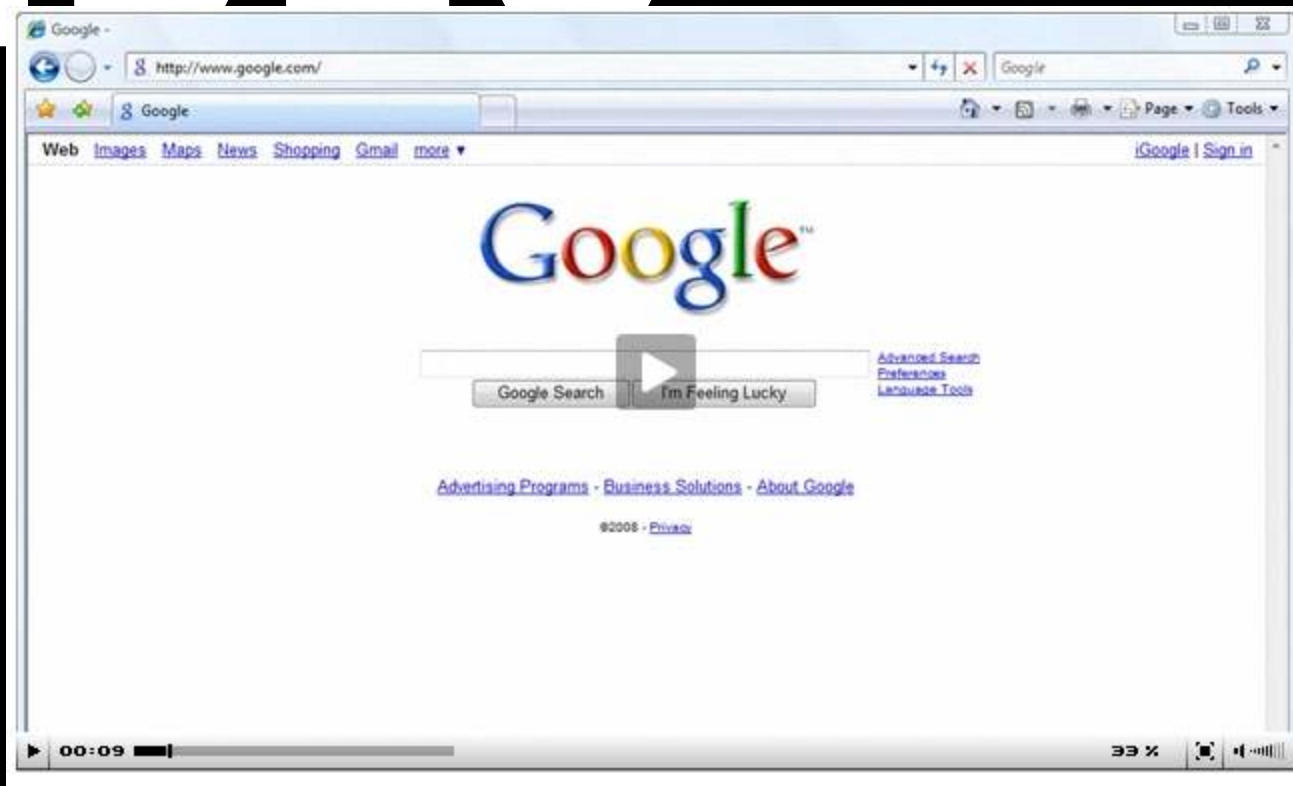 Google -
http://www.google.com/
Google
Google
Page
Tools
Web Images Maps News Shopping Gmail more
iGoogle | Sign in
Google™
Advanced Search
Preferences
Language Tools
Google Search
I'm Feeling Lucky
Advertising Programs - Business Solutions - About Google
©2008 - Privacy
00:09
33 %